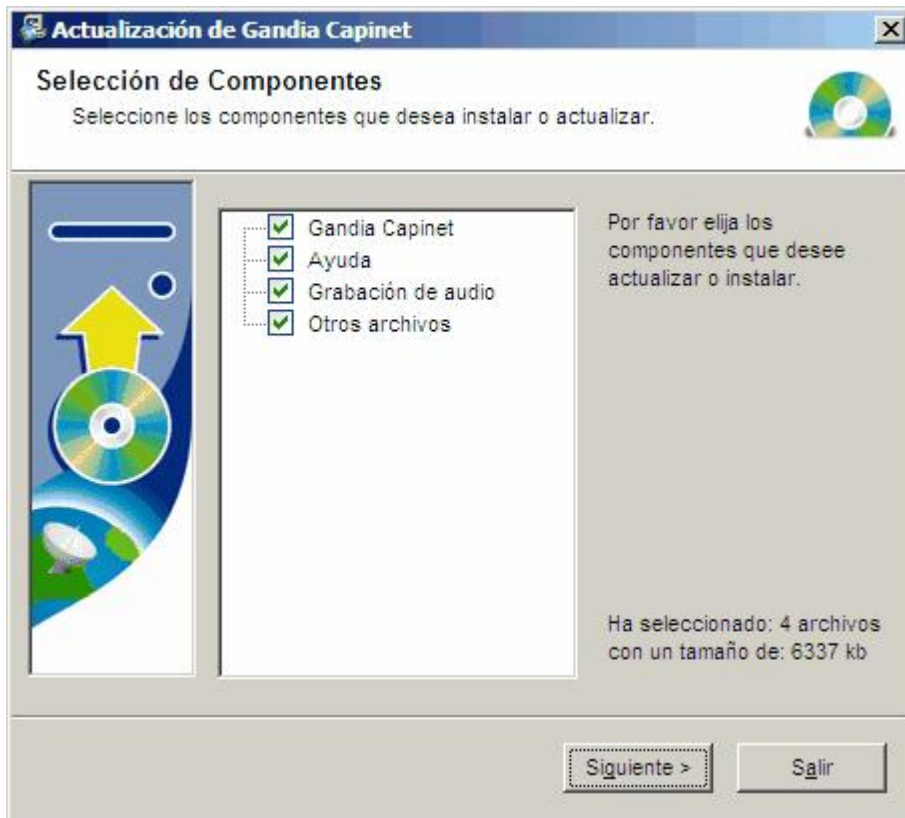 Actualización de Gandia Capinet
Selección de Componentes
Seleccione los componentes que desea instalar o actualizar.
Gandia Capinet
Ayuda
Grabación de audio
Otros archivos
Por favor elija los
componentes que desee
actualizar o instalar.
Ha seleccionado: 4 archivos
con un tamaño de: 6337 kb
Siguiente >
Salir